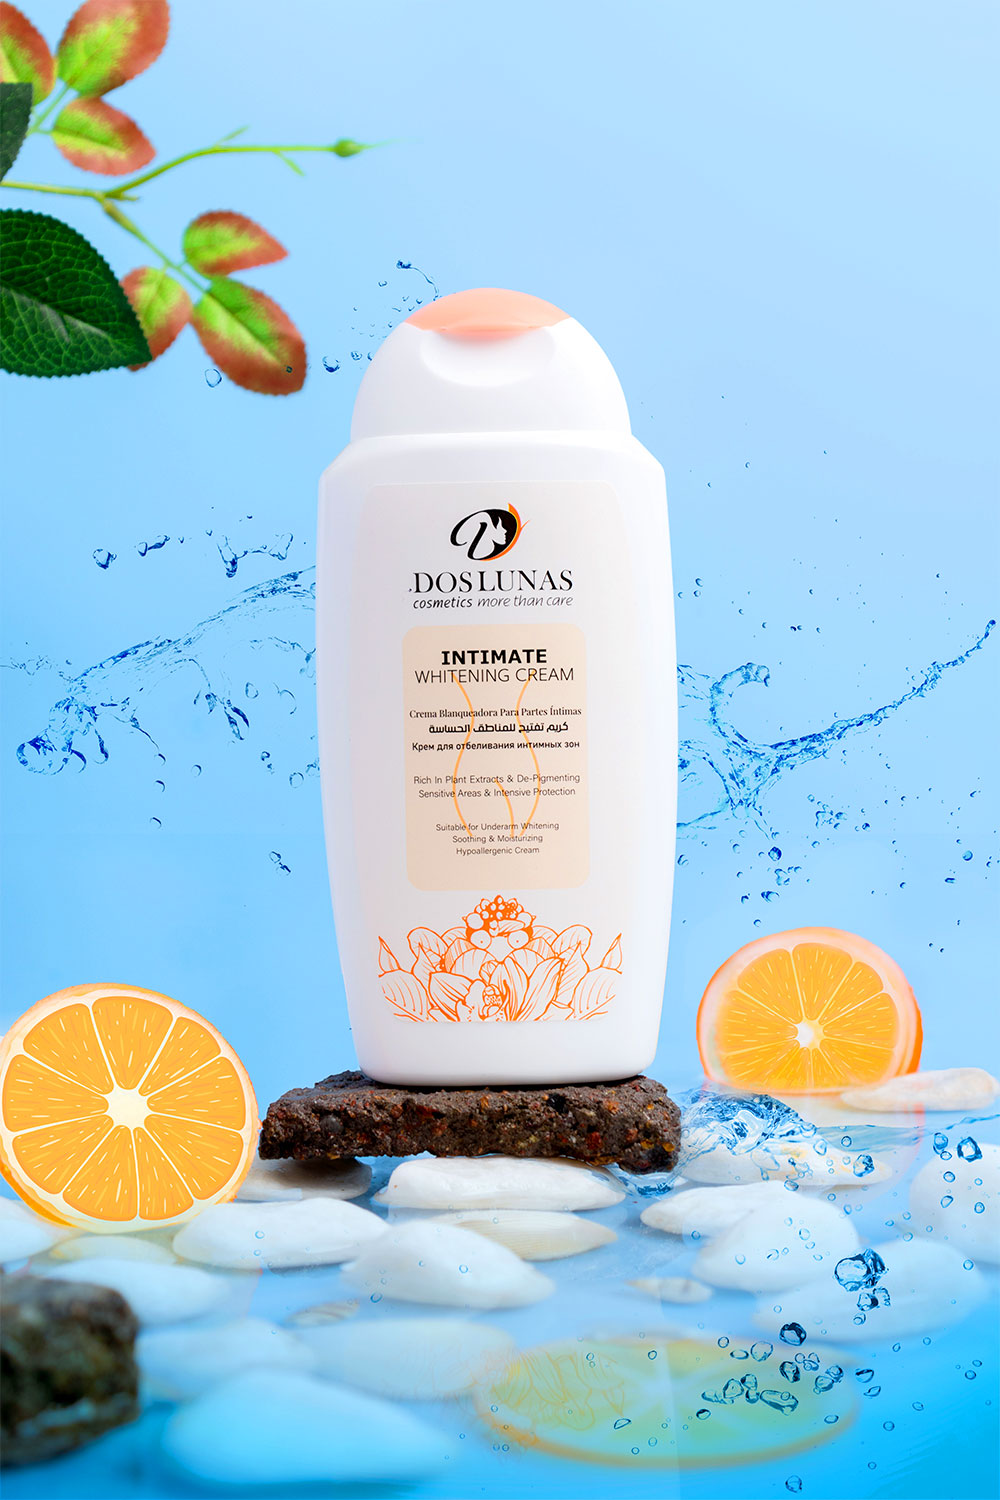 DOS LUNAS
cosmetics more than care
INTIMATE
WHITENING CREAM
Crema Blanqueadora Para Partes Íntimas
كريم تفتيح للمناطق الحساسة
Крем для отбеливания интимных зон
Rich In Plant Extracts & De-Pigmenting
Sensitive Areas & Intensive Protection
Suitable for Underarm Whitening
Soothing & Moisturizing
Hypoallergenic Cream